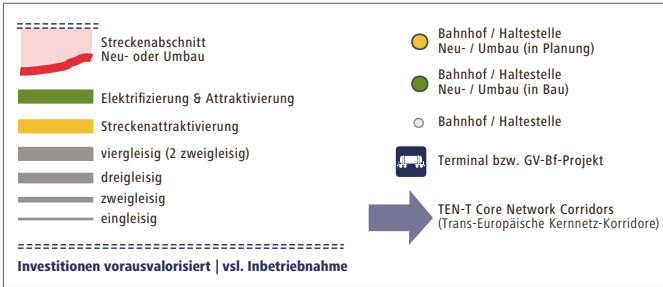 Streckenabschnitt
Neu- oder Umbau
Elektrifizierung & Attraktivierung
Streckenattraktivierung
viergleisig (2 zweigleisig)
dreigleisig
zweigleisig
eingleisig
Investitionen vorausvalorisiert | vsl. Inbetriebnahme
Bahnhof / Haltestelle
Neu- / Umbau (in Planung)
Bahnhof / Haltestelle
Neu- / Umbau (in Bau)
Bahnhof / Haltestelle
Terminal bzw. GV-Bf-Projekt
TEN-T Core Network Corridors
(Trans-Europäische Kernnetz-Korridore)